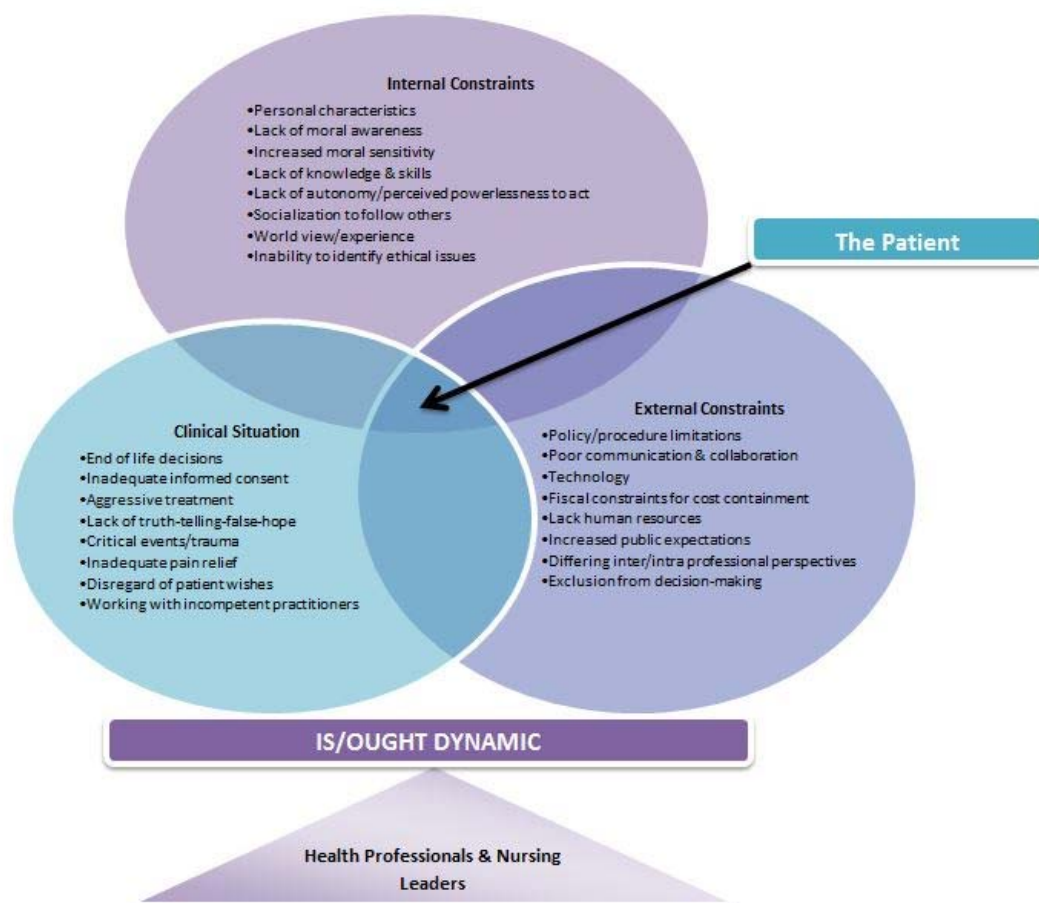 Internal Constraints
•Personal characteristics
•Lack of moral awareness
•Increased moral sensitivity
•Lack of knowledge & skills
•Lack of autonomy/perceived powerlessness to act
•Socialization to follow others
•World view/experience
•Inability to identify ethical issues
The Patient
Clinical Situation
•End of life decisions
•Inadequate informed consent
•Aggressive treatment
•Lack of truth-telling-false-hope
•Critical events/trauma
•Inadequate pain relief
•Disregard of patient wishes
•Working with incompetent practitioners
External Constraints
•Policy/procedure limitations
•Poor communication & collaboration
•Technology
•Fiscal constraints for cost containment
•Lack human resources
•Increased public expectations
•Differing inter/intra professional perspectives
•Exclusion from decision-making
IS/OUGHT DYNAMIC
Health Professionals & Nursing
Leaders